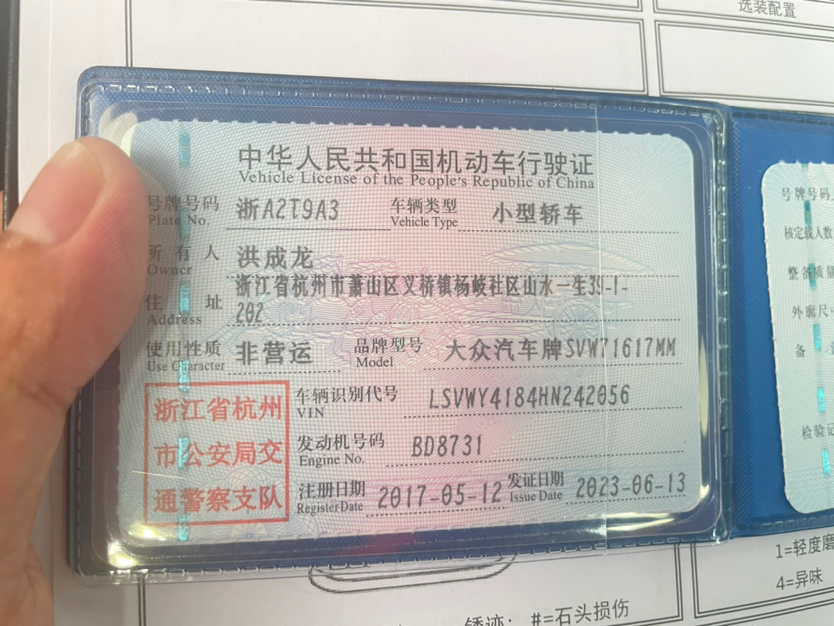 选装配置
中华人民共和国机动车行驶证
Vehicle License of the People's Republic of China
号牌号码 浙A2T9A3 车辆类型 小型轿车
Plate No. Vehicle Type
所有人 洪成龙
Owner
浙江省杭州市萧山区义桥镇杨岐社区山水一生39-1-
住址 202
Address
使用性质 非营运 品牌型号 大众汽车牌SVW71617MM
Use Character Model
浙江省杭州
市公安局交
通警察支队
车辆识别代号 LSVWY4184HN242056
VIN
发动机号码 BD8731
Engine No.
注册日期 2017-05-12 发证日期 2023-06-13
Register Date Issue Date
号牌号码
核定载人数
整备质量
外廓尺
备
检验记
1=轻度磨
4=异味
锈迹: #=石头损伤